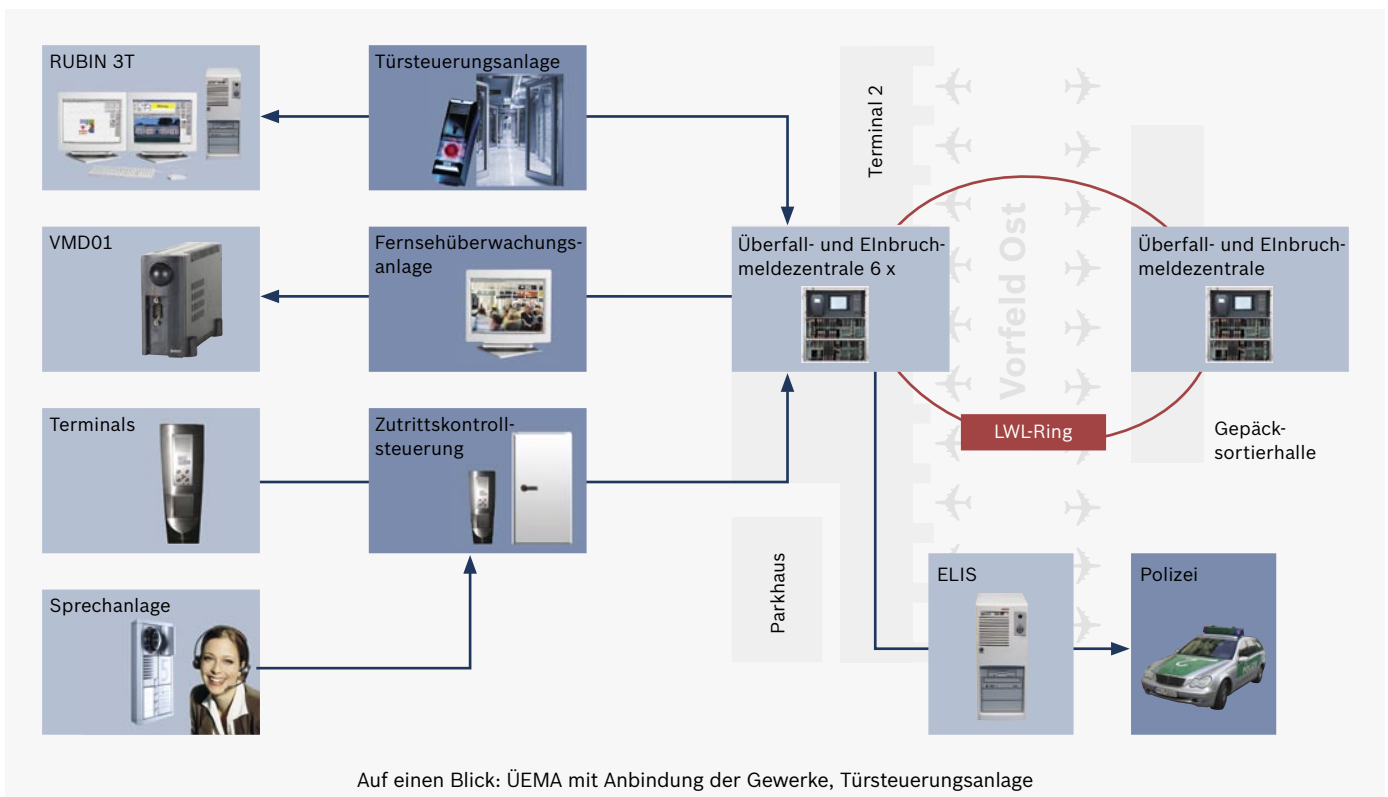 RUBIN 3T
Türsteuerungsanlage
Terminal 2
VMD01
Fernsehüberwachungs-
anlage
Überfall- und EInbruch-
meldezentrale 6 x
Vorfeld Ost
Überfall- und EInbruch-
meldezentrale
Terminals
Zutrittskontroll-
steuerung
LWL-Ring
Gepäck-
sortierhalle
Sprechanlage
Parkhaus
ELIS
Polizei
Auf einen Blick: ÜEMA mit Anbindung der Gewerke, Türsteuerungsanlage